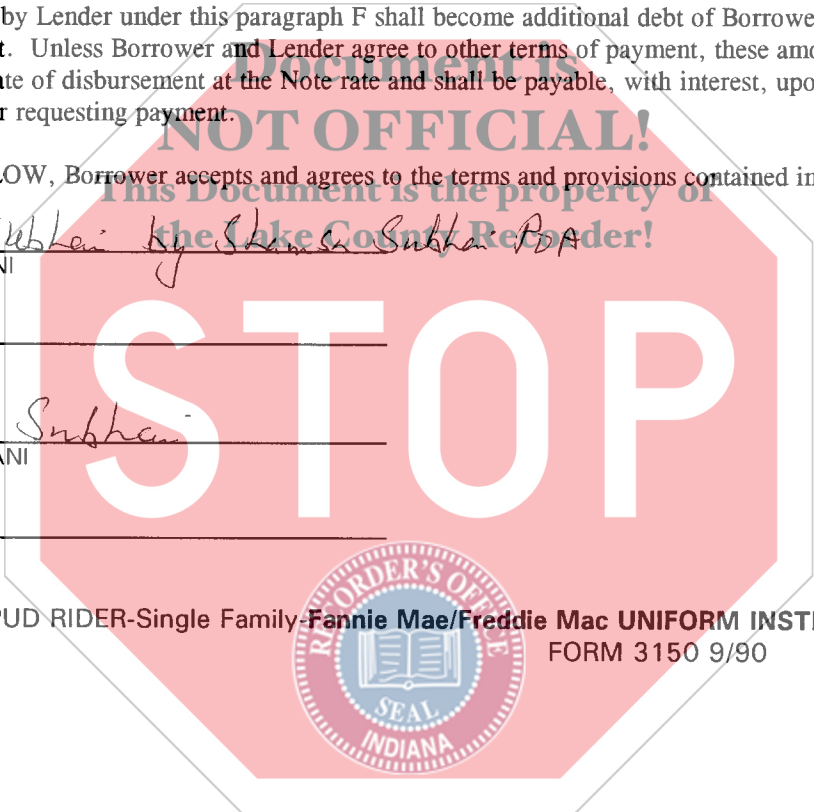 by Lender under this paragraph F shall become additional debt of Borrowe
t. Unless Borrower and Lender agree to other terms of payment, these amo
ate of disbursement at the Note rate and shall be payable, with interest, upo
r requesting payment.
Document is
NOT OFFICIAL!
LOW, Borrower accepts and agrees to the terms and provisions contained in
This Document is the property of
the Lake County Recorder!
by Subhani POA
NI
STOP
Subhani
ANI
RECORDER'S OFFICE
PUD RIDER-Single Family-Fannie Mae/Freddie Mac UNIFORM INST
FORM 3150 9/90
SEAL
INDIANA